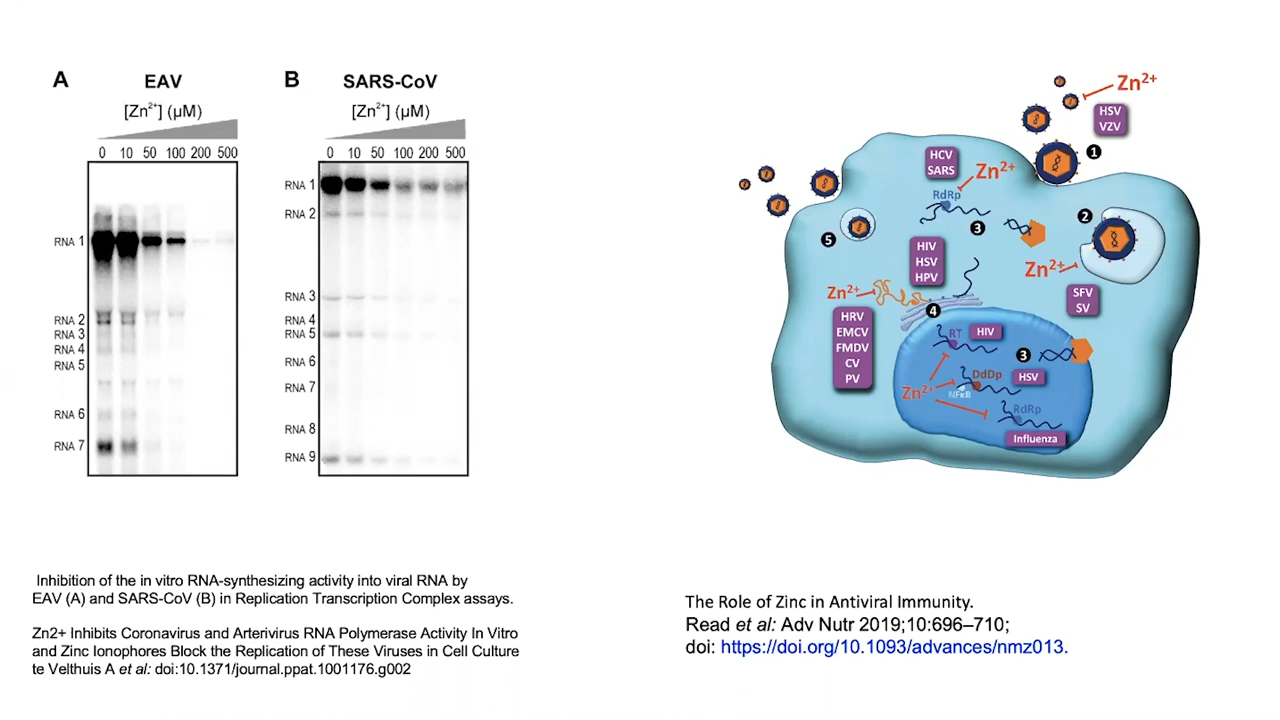 A
EAV
[Zn²⁺] (µM)
0 10 50 100 200 500
RNA 1
RNA 2
RNA 3
RNA 4
RNA 5
RNA 6
RNA 7
B
SARS-CoV
[Zn²⁺] (µM)
0 10 50 100 200 500
RNA 1
RNA 2
RNA 3
RNA 4
RNA 5
RNA 6
RNA 7
RNA 8
RNA 9
Inhibition of the in vitro RNA-synthesizing activity into viral RNA by
EAV (A) and SARS-CoV (B) in Replication Transcription Complex assays.
Zn2+ Inhibits Coronavirus and Arterivirus RNA Polymerase Activity In Vitro
and Zinc Ionophores Block the Replication of These Viruses in Cell Culture
te Velthuis A et al: doi:10.1371/journal.ppat.1001176.g002
Zn²⁺
HSV
VZV
1
HCV
SARS
Zn²⁺
RdRp
3
2
5
Zn²⁺
HIV
HSV
HPV
SFV
SV
Zn²⁺
4
HRV
EMCV
FMDV
CV
PV
RT
HIV
3
DdDp
HSV
Zn²⁺
NFκB
RdRp
Influenza
The Role of Zinc in Antiviral Immunity.
Read et al: Adv Nutr 2019;10:696–710;
doi: https://doi.org/10.1093/advances/nmz013.